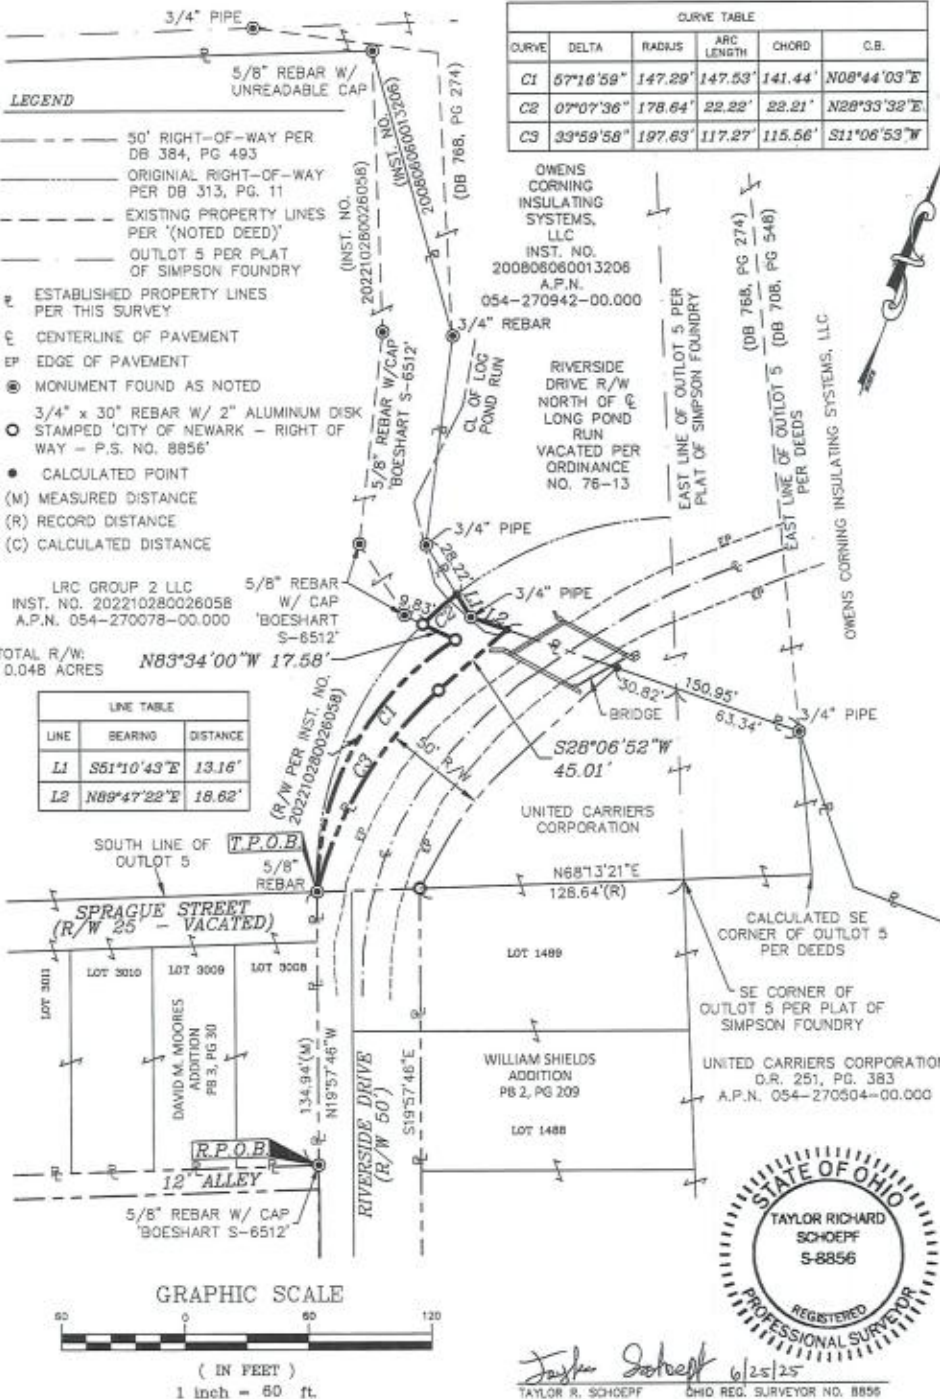 3/4" PIPE
5/8" REBAR W/
UNREADABLE CAP
(INST. NO.
200806060013206)
(DB 768, PG 274)
CURVE TABLE
CURVE DELTA RADIUS ARC LENGTH CHORD C.B.
C1 57°16'59" 147.29' 147.53' 141.44' N08°44'03"E
C2 07°07'36" 178.64' 22.22' 22.21' N28°33'32"E
C3 33°59'58" 197.63' 117.27' 115.56' S11°06'53"W
LEGEND
50' RIGHT-OF-WAY PER
DB 384, PG 493
ORIGINIAL RIGHT-OF-WAY
PER DB 313, PG. 11
EXISTING PROPERTY LINES
PER '(NOTED DEED)'
OUTLOT 5 PER PLAT
OF SIMPSON FOUNDRY
ESTABLISHED PROPERTY LINES
PER THIS SURVEY
CENTERLINE OF PAVEMENT
EP EDGE OF PAVEMENT
MONUMENT FOUND AS NOTED
3/4" x 30" REBAR W/ 2" ALUMINUM DISK
STAMPED 'CITY OF NEWARK - RIGHT OF
WAY - P.S. NO. 8856'
CALCULATED POINT
(M) MEASURED DISTANCE
(R) RECORD DISTANCE
(C) CALCULATED DISTANCE
(INST. NO.
202210280026058)
OWENS
CORNING
INSULATING
SYSTEMS,
LLC
INST. NO.
200806060013206
A.P.N.
054-270942-00.000
3/4" REBAR
5/8" REBAR W/CAP
'BOESHART S-6512'
CL OF LOG
POND RUN
RIVERSIDE
DRIVE R/W
NORTH OF ℄
LONG POND
RUN
VACATED PER
ORDINANCE
NO. 76-13
EAST LINE OF OUTLOT 5 PER
PLAT OF SIMPSON FOUNDRY
(DB 768, PG 274)
(DB 708, PG 548)
EAST LINE OF OUTLOT 5
PER DEEDS
OWENS CORNING INSULATING SYSTEMS, LLC
3/4" PIPE
28.22'
LRC GROUP 2 LLC
INST. NO. 202210280026058
A.P.N. 054-270078-00.000
5/8" REBAR
W/ CAP
'BOESHART
S-6512'
9.83'
C2
L1
L2
3/4" PIPE
TOTAL R/W:
0.048 ACRES
N83°34'00"W 17.58'
EP
EP
30.82'
150.95'
63.34'
BRIDGE
3/4" PIPE
LINE TABLE
LINE BEARING DISTANCE
L1 S51°10'43"E 13.16'
L2 N89°47'22"E 18.62'
(R/W PER INST. NO.
202210280026058)
C1
C3
50' R/W
S28°06'52"W
45.01'
UNITED CARRIERS
CORPORATION
SOUTH LINE OF
OUTLOT 5
T.P.O.B.
5/8"
REBAR
EP
EP
N68°13'21"E
128.64'(R)
SPRAGUE STREET
(R/W 25 - VACATED)
CALCULATED SE
CORNER OF OUTLOT 5
PER DEEDS
LOT 3011
LOT 3010
LOT 3009
LOT 3008
LOT 1489
SE CORNER OF
OUTLOT 5 PER PLAT OF
SIMPSON FOUNDRY
DAVID M. MOORES
ADDITION
PB 3, PG 30
134.94'(M)
N19°57'46"W
RIVERSIDE DRIVE
(R/W 50')
S19°57'46"E
WILLIAM SHIELDS
ADDITION
PB 2, PG 209
UNITED CARRIERS CORPORATION
O.R. 251, PG. 383
A.P.N. 054-270504-00.000
LOT 1488
R.P.O.B.
12' ALLEY
5/8" REBAR W/ CAP
'BOESHART S-6512'
STATE OF OHIO
TAYLOR RICHARD
SCHOEPF
S-8856
REGISTERED
PROFESSIONAL SURVEYOR
GRAPHIC SCALE
60 0 60 120
( IN FEET )
1 inch = 60 ft.
Taylor Schoepf 6/25/25
TAYLOR R. SCHOEPF OHIO REG. SURVEYOR NO. 8856